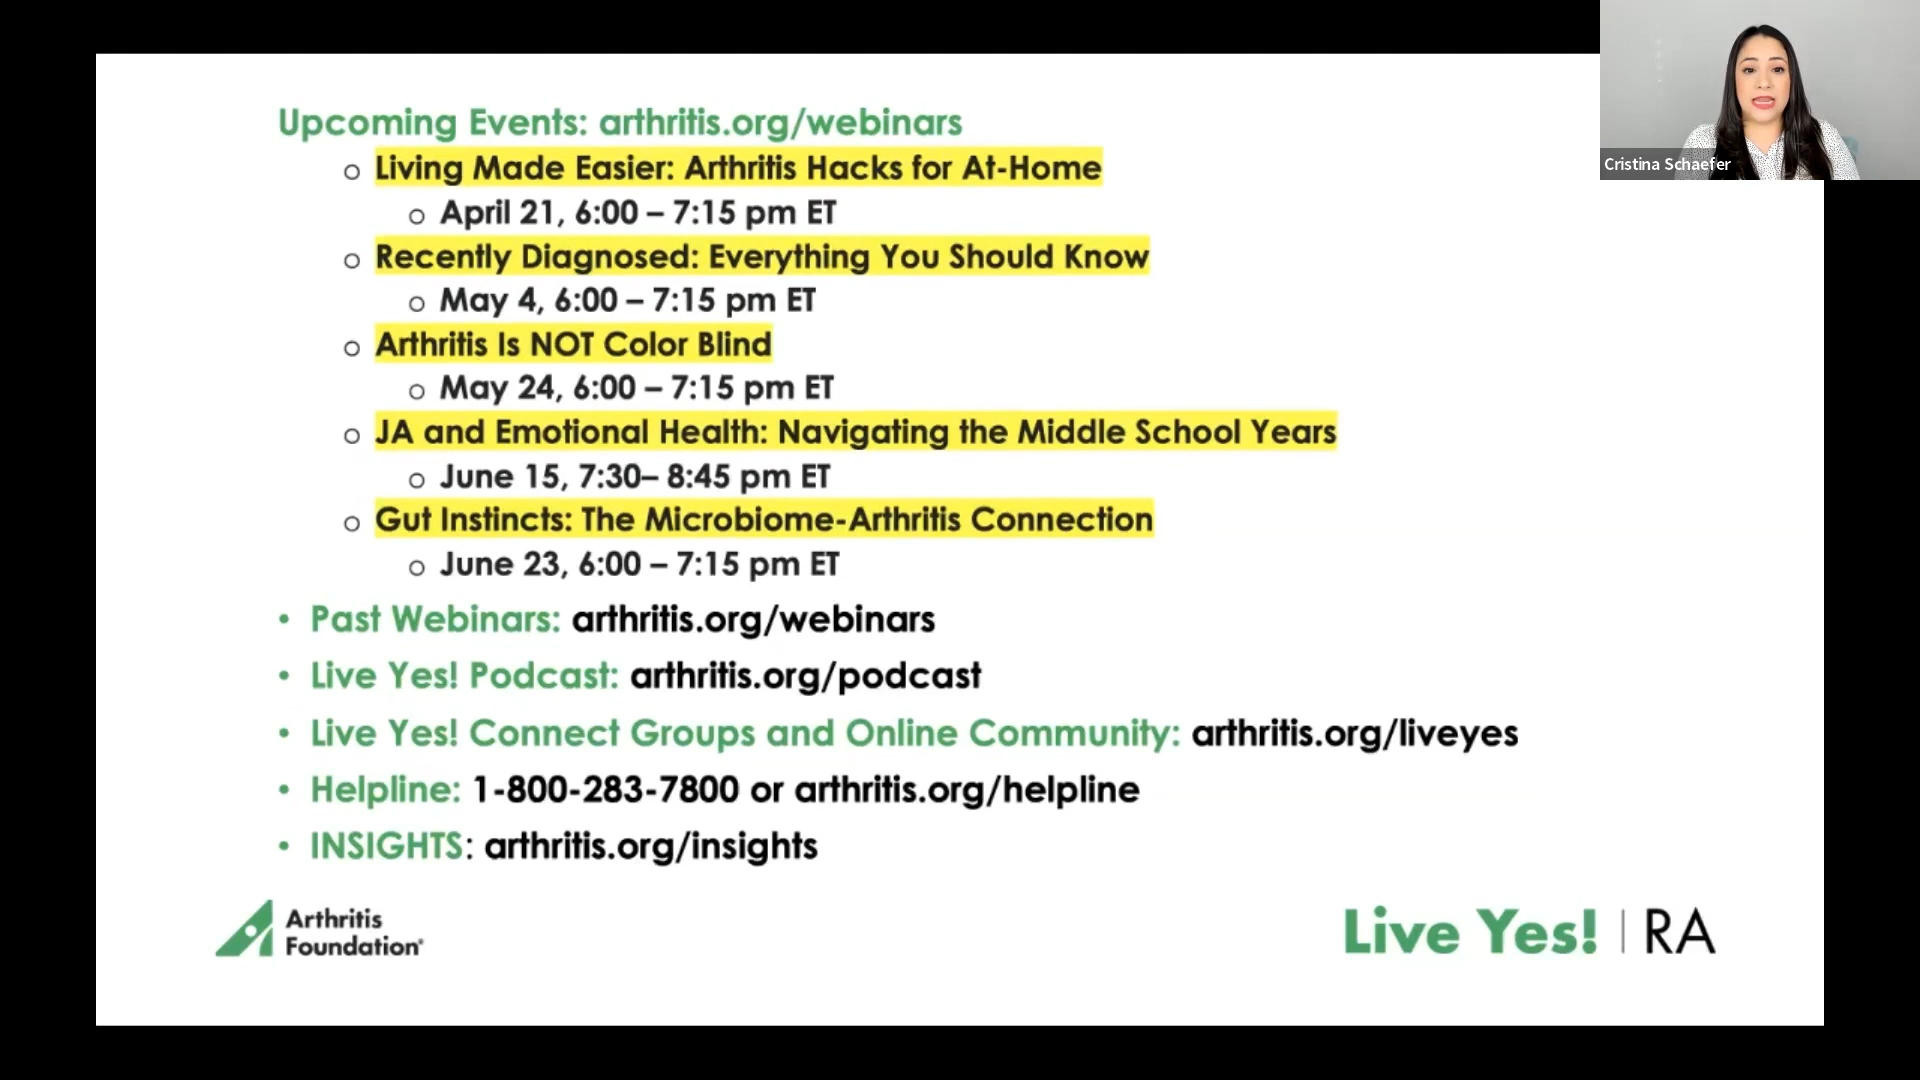 Upcoming Events: arthritis.org/webinars
Living Made Easier: Arthritis Hacks for At-Home
April 21, 6:00 – 7:15 pm ET
Recently Diagnosed: Everything You Should Know
May 4, 6:00 – 7:15 pm ET
Arthritis Is NOT Color Blind
May 24, 6:00 – 7:15 pm ET
JA and Emotional Health: Navigating the Middle School Years
June 15, 7:30– 8:45 pm ET
Gut Instincts: The Microbiome-Arthritis Connection
June 23, 6:00 – 7:15 pm ET
• Past Webinars: arthritis.org/webinars
• Live Yes! Podcast: arthritis.org/podcast
• Live Yes! Connect Groups and Online Community: arthritis.org/liveyes
• Helpline: 1-800-283-7800 or arthritis.org/helpline
• INSIGHTS: arthritis.org/insights
Arthritis
Foundation®
Live Yes! | RA
Cristina Schaefer